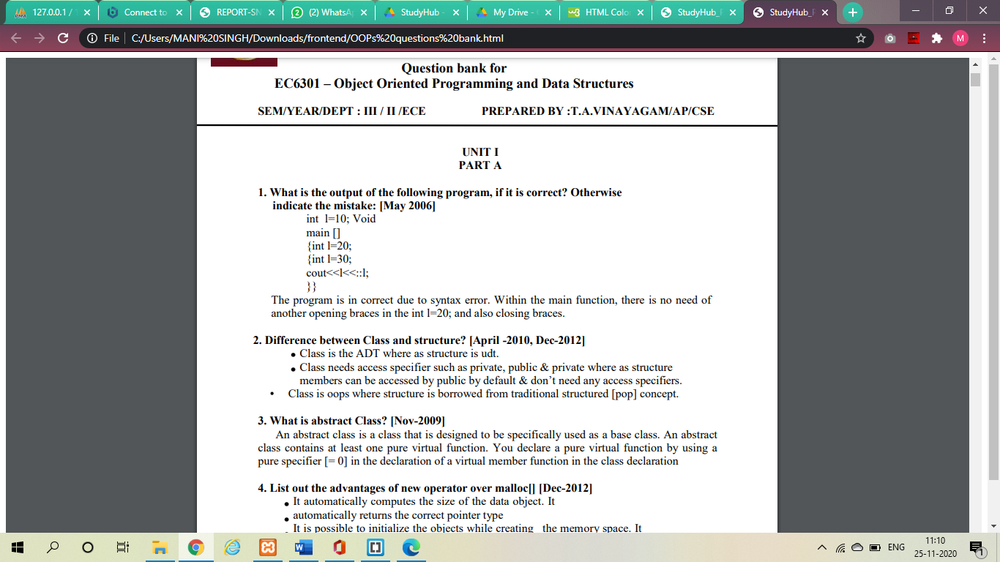 127.0.0.1 /
Connect to
REPORT-SN
(2) WhatsA
StudyHub -
My Drive -
HTML Color
StudyHub_F
StudyHub_F
File | C:/Users/MANI%20SINGH/Downloads/frontend/OOPs%20questions%20bank.html
M
Question bank for
EC6301 – Object Oriented Programming and Data Structures
SEM/YEAR/DEPT : III / II /ECE PREPARED BY :T.A.VINAYAGAM/AP/CSE
UNIT I
PART A
1. What is the output of the following program, if it is correct? Otherwise
indicate the mistake: [May 2006]
int l=10; Void
main []
{int l=20;
{int l=30;
cout<<l<<::l;
}}
The program is in correct due to syntax error. Within the main function, there is no need of
another opening braces in the int l=20; and also closing braces.
2. Difference between Class and structure? [April -2010, Dec-2012]
• Class is the ADT where as structure is udt.
• Class needs access specifier such as private, public & private where as structure
members can be accessed by public by default & don’t need any access specifiers.
• Class is oops where structure is borrowed from traditional structured [pop] concept.
3. What is abstract Class? [Nov-2009]
An abstract class is a class that is designed to be specifically used as a base class. An abstract
class contains at least one pure virtual function. You declare a pure virtual function by using a
pure specifier [= 0] in the declaration of a virtual member function in the class declaration
4. List out the advantages of new operator over malloc[] [Dec-2012]
• It automatically computes the size of the data object. It
• automatically returns the correct pointer type
• It is possible to initialize the objects while creating_ the memory space. It
ENG
11:10
25-11-2020
1